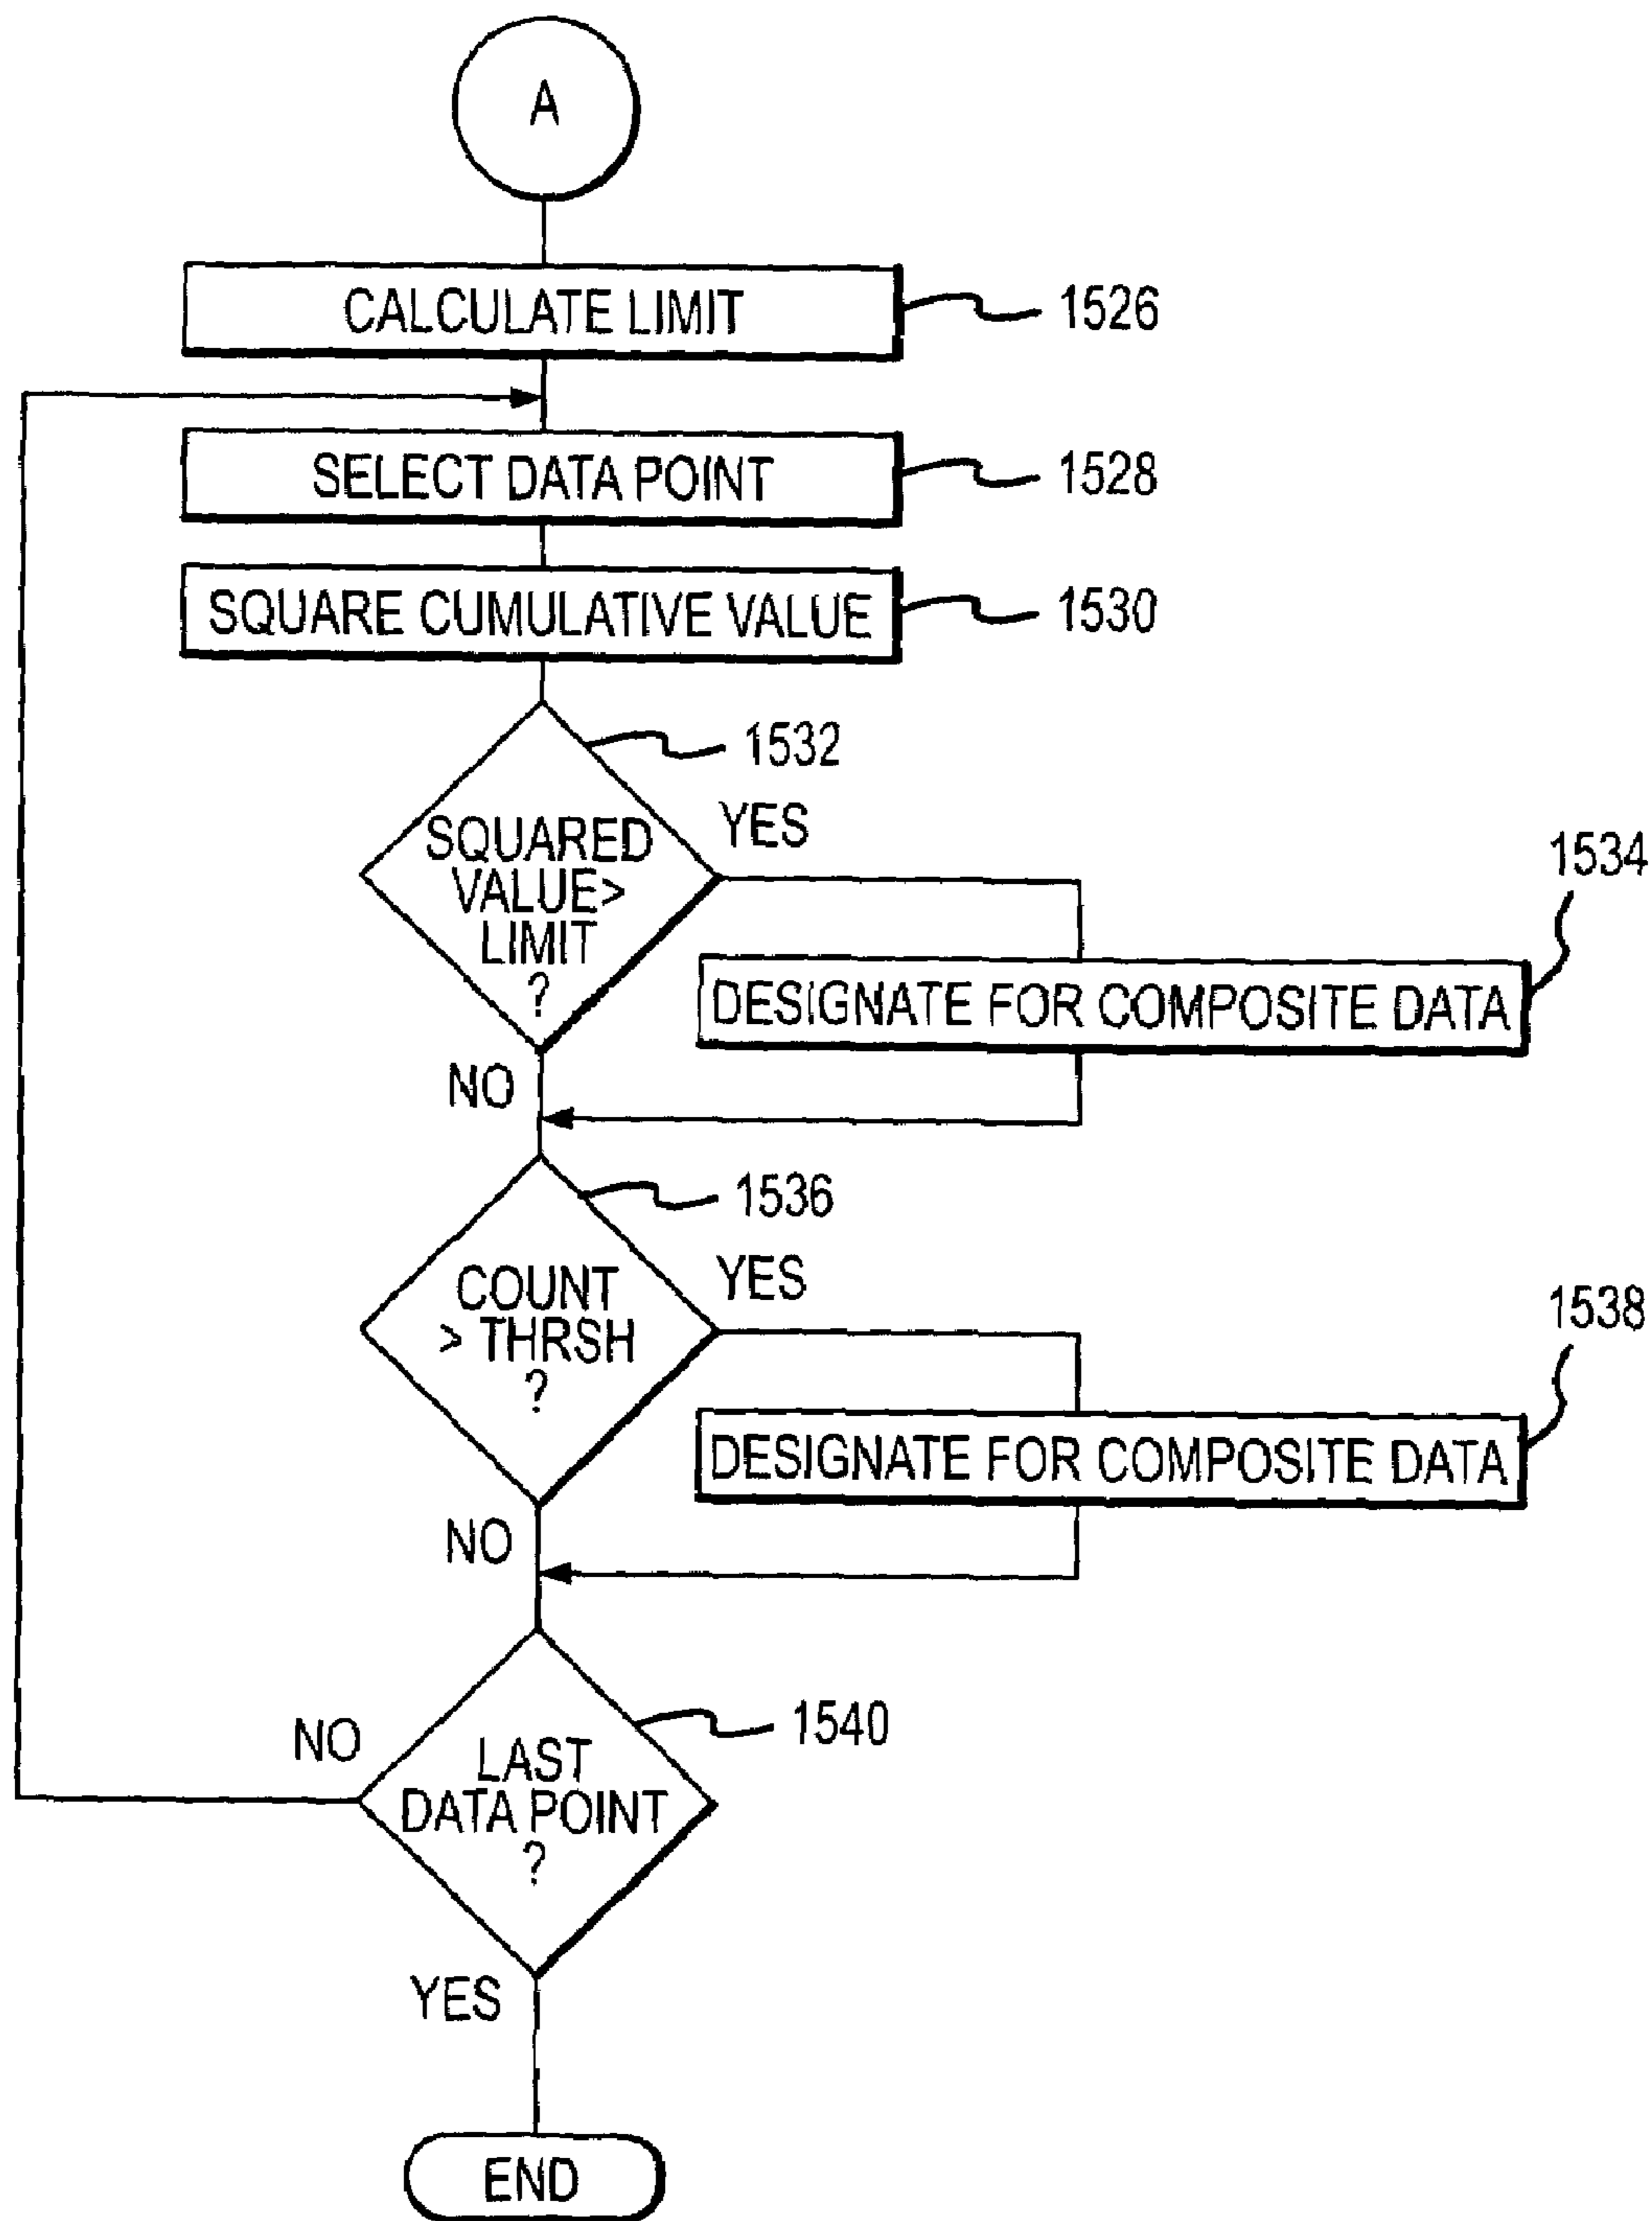 A
CALCULATE LIMIT
1526
SELECT DATA POINT
1528
SQUARE CUMULATIVE VALUE
1530
1532
SQUARED
VALUE>
LIMIT
?
YES
1534
DESIGNATE FOR COMPOSITE DATA
NO
1536
COUNT
> THRSH
?
YES
1538
DESIGNATE FOR COMPOSITE DATA
NO
1540
NO
LAST
DATA POINT
?
YES
END